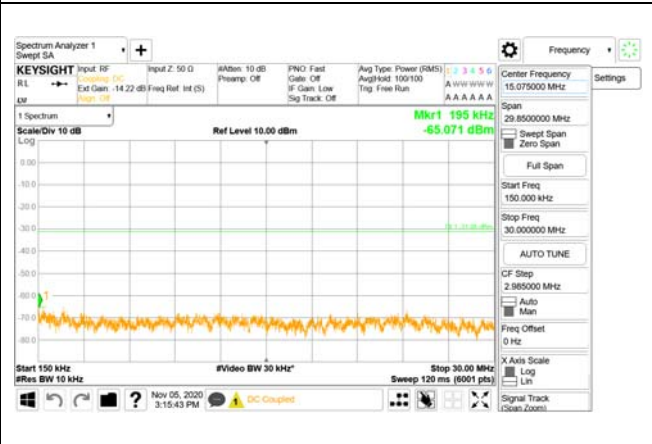 Spectrum Analyzer 1
Swept SA
Frequency
KEYSIGHT
Input: RF
Coupling: DC
Ext Gain: -14.22 dB
Align: Off
Input Z: 50 Ω
Freq Ref: Int (S)
#Atten: 10 dB
Preamp: Off
PNO: Fast
Gate: Off
IF Gain: Low
Sig Track: Off
Avg Type: Power (RMS)
Avg|Hold: 100/100
Trig: Free Run
1 2 3 4 5 6
A W W W W W
A A A A A A
RL
1 Spectrum
Mkr1 195 kHz
-65.071 dBm
Scale/Div 10 dB
Ref Level 10.00 dBm
Log
0.00
-10.0
-20.0
-30.0
-40.0
-50.0
-60.0
-70.0
-80.0
1
Start 150 kHz
#Video BW 30 kHz*
Stop 30.00 MHz
#Res BW 10 kHz
Sweep 120 ms (6001 pts)
Nov 05, 2020
3:15:43 PM
1
DC Coupled
Center Frequency
15.075000 MHz
Settings
Span
29.8500000 MHz
Swept Span
Zero Span
Full Span
Start Freq
150.000 kHz
Stop Freq
30.000000 MHz
AUTO TUNE
CF Step
2.985000 MHz
Auto
Man
Freq Offset
0 Hz
X Axis Scale
Log
Lin
Signal Track
(Span Zoom)